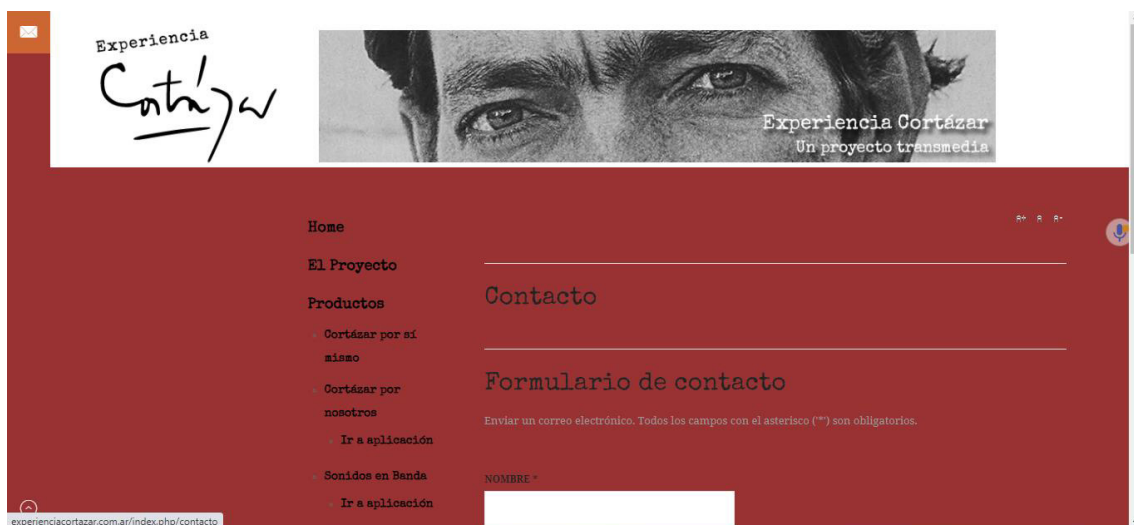 Experiencia
Cortázar
Experiencia Cortázar
Un proyecto transmedia
A+ A A-
Home
El Proyecto
Productos
Cortázar por sí
mismo
Cortázar por
nosotros
Ir a aplicación
Sonidos en Banda
Ir a aplicación
Contacto
Formulario de contacto
Enviar un correo electrónico. Todos los campos con el asterisco ('*') son obligatorios.
NOMBRE *
experienciacortazar.com.ar/index.php/contacto